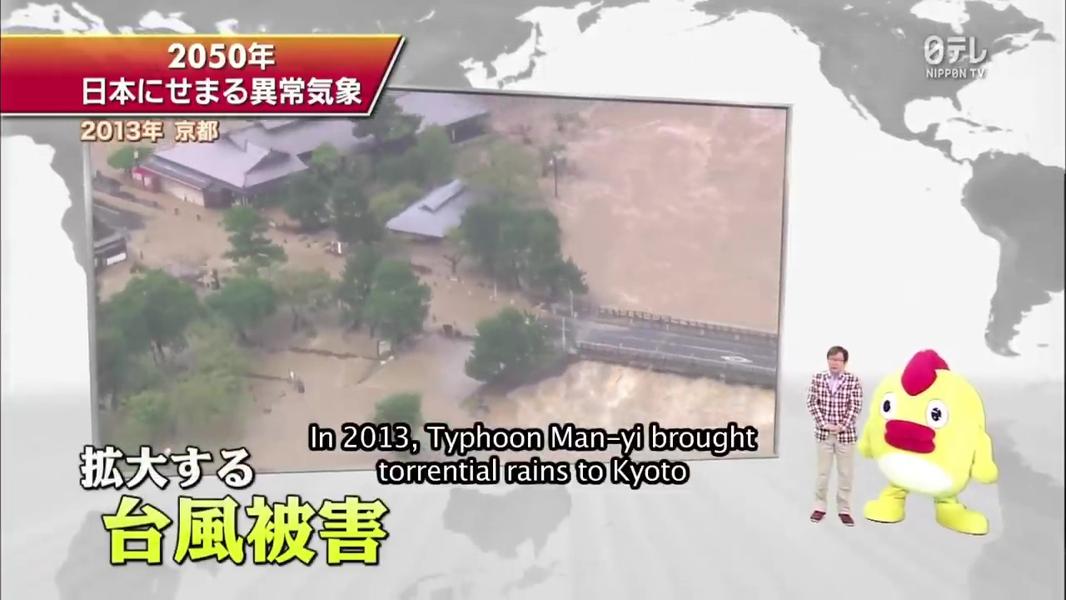 2050年
日本にせまる異常気象
2013年 京都
日テレ
NIPPON TV
In 2013, Typhoon Man-yi brought
torrential rains to Kyoto
拡大する
台風被害